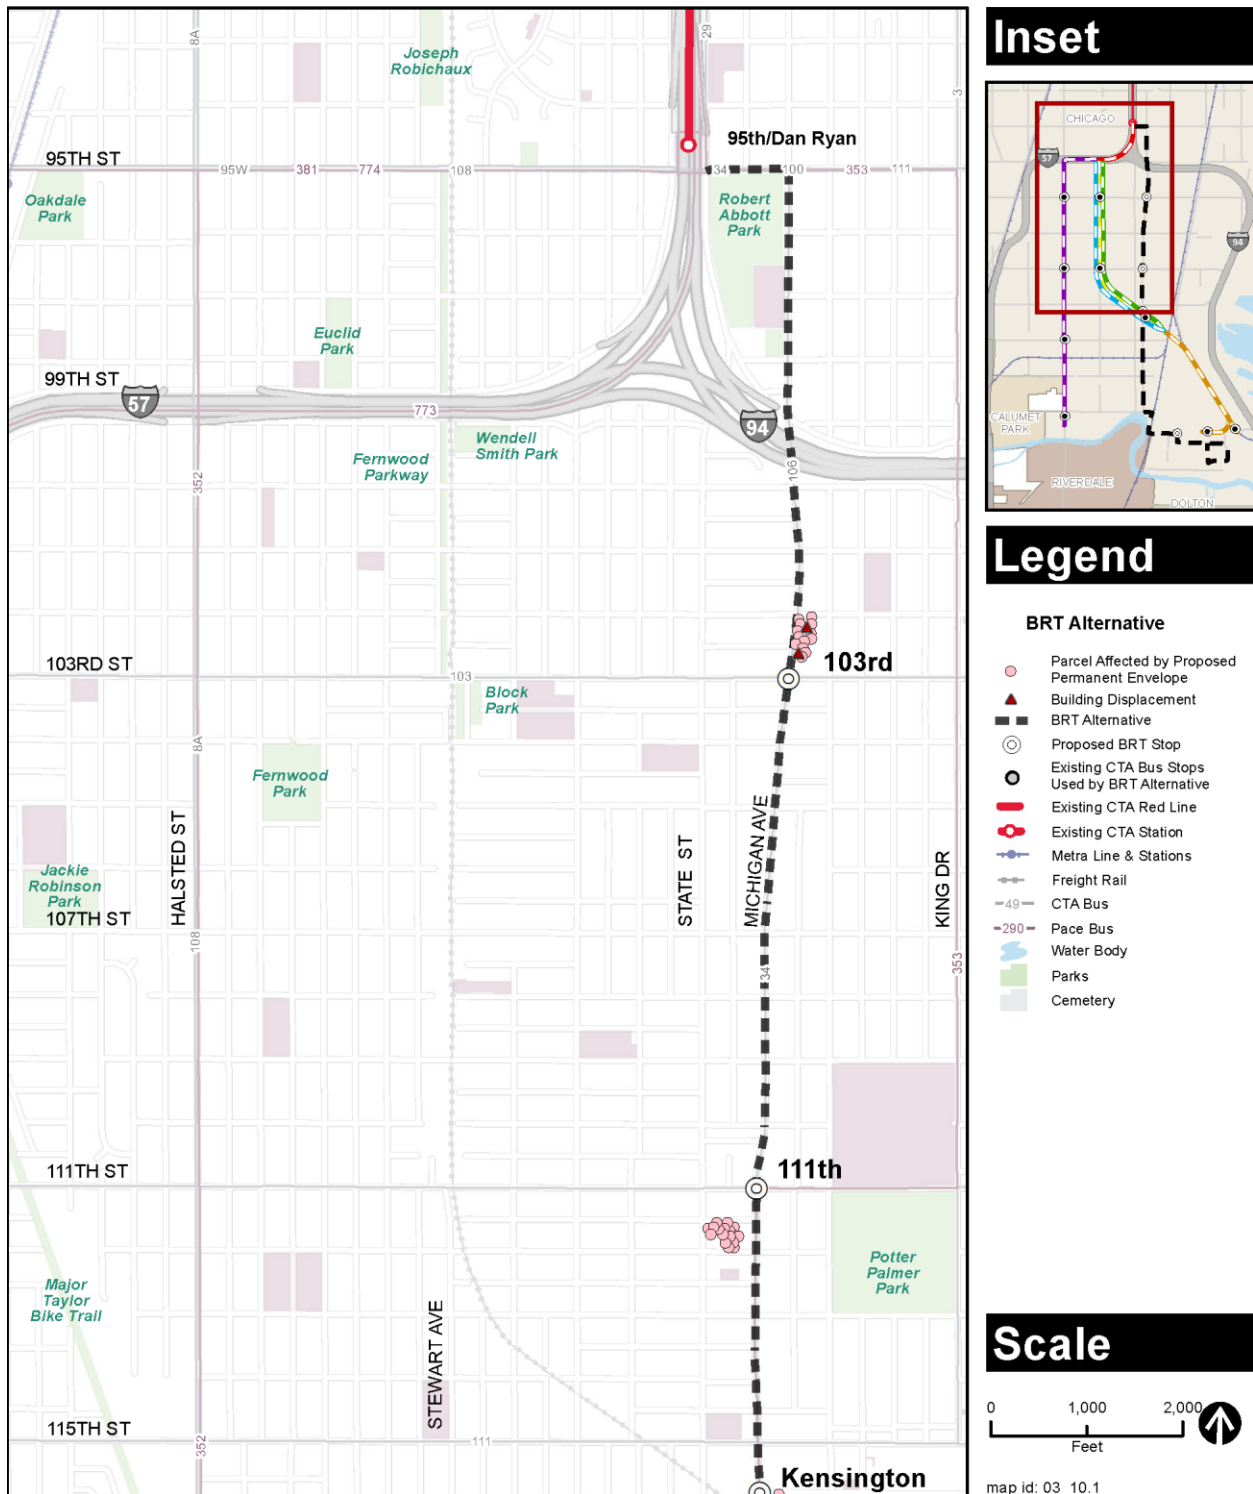 Joseph
Robichaux
8A
29
3
95th/Dan Ryan
95TH ST
95W
381
774
108
34
100
353
111
Oakdale
Park
Robert
Abbott
Park
Euclid
Park
99TH ST
57
773
94
Wendell
Smith Park
Fernwood
Parkway
106
352
103RD ST
103
103rd
Block
Park
8A
Fernwood
Park
HALSTED ST
STATE ST
MICHIGAN AVE
KING DR
Jackie
Robinson
Park
107TH ST
108
34
353
111TH ST
111th
Potter
Palmer
Park
Major
Taylor
Bike Trail
STEWART AVE
115TH ST
352
111
Kensington
Inset
CHICAGO
57
94
CALUMET
PARK
RIVERDALE
DOLTON
Legend
BRT Alternative
Parcel Affected by Proposed
Permanent Envelope
Building Displacement
BRT Alternative
Proposed BRT Stop
Existing CTA Bus Stops
Used by BRT Alternative
Existing CTA Red Line
Existing CTA Station
Metra Line & Stations
Freight Rail
49
CTA Bus
290
Pace Bus
Water Body
Parks
Cemetery
Scale
0 1,000 2,000
Feet
map id: 03_10.1